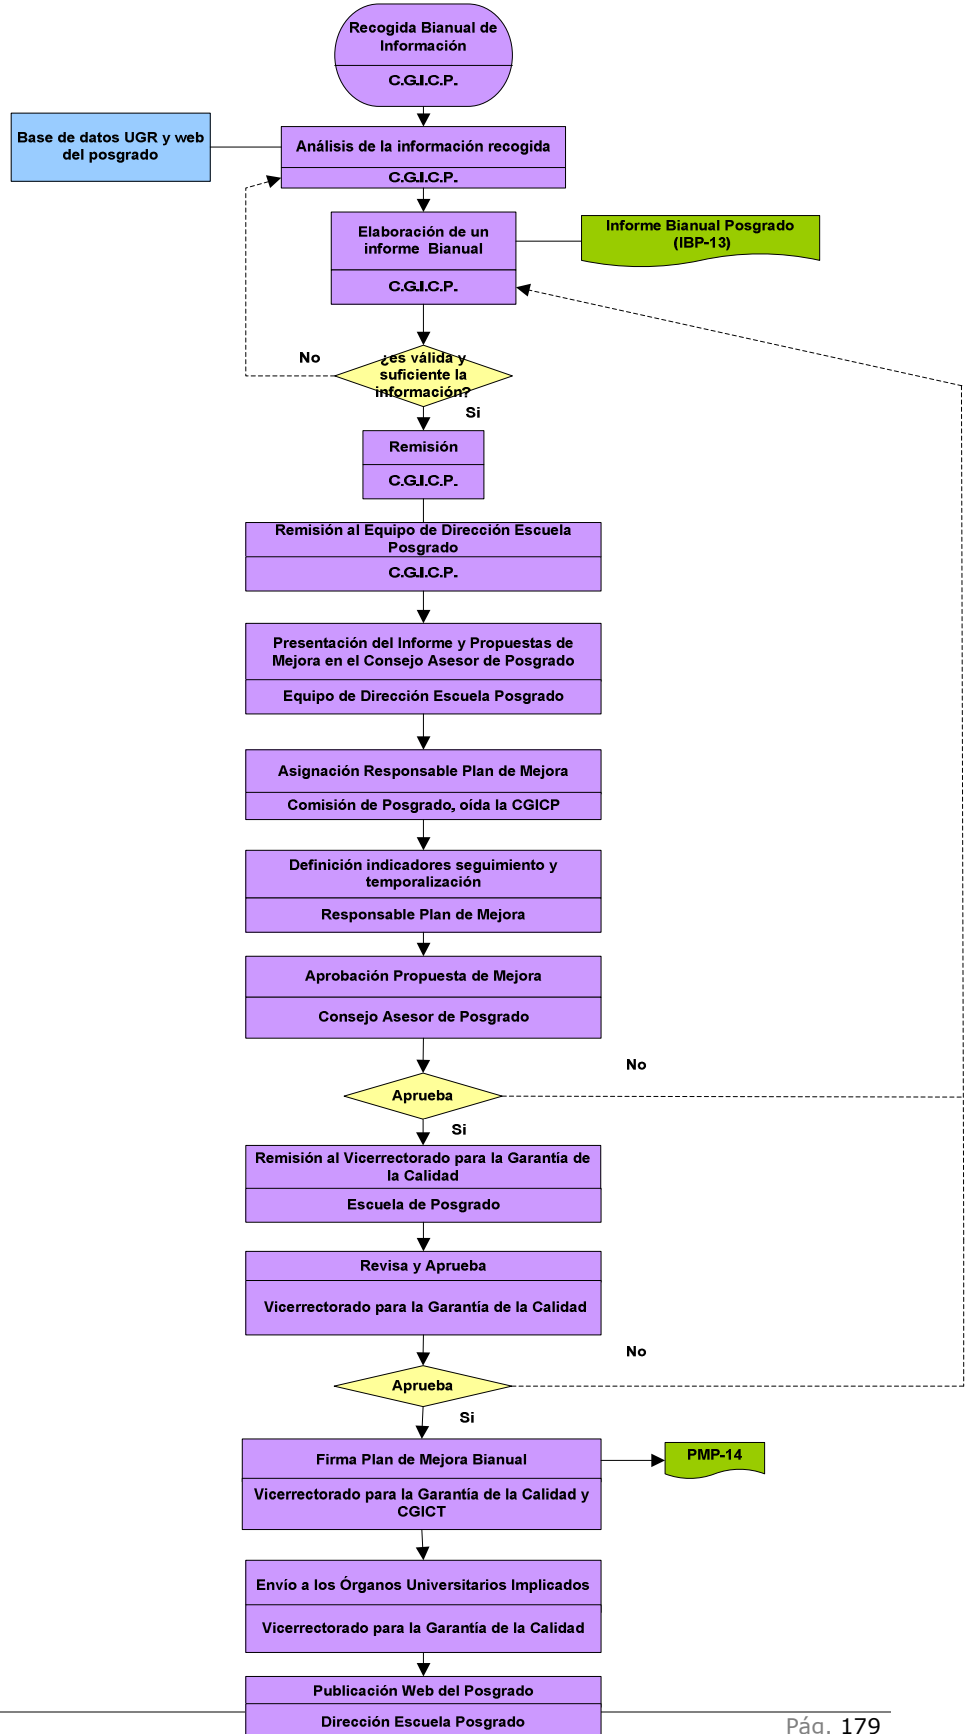 Recogida Bianual de
Información
C.G.I.C.P.
Base de datos UGR y web
del posgrado
Análisis de la información recogida
C.G.I.C.P.
Elaboración de un
informe Bianual
C.G.I.C.P.
Informe Bianual Posgrado
(IBP-13)
No
¿es válida y
suficiente la
información?
Si
Remisión
C.G.I.C.P.
Remisión al Equipo de Dirección Escuela
Posgrado
C.G.I.C.P.
Presentación del Informe y Propuestas de
Mejora en el Consejo Asesor de Posgrado
Equipo de Dirección Escuela Posgrado
Asignación Responsable Plan de Mejora
Comisión de Posgrado, oída la CGICP
Definición indicadores seguimiento y
temporalización
Responsable Plan de Mejora
Aprobación Propuesta de Mejora
Consejo Asesor de Posgrado
No
Aprueba
Si
Remisión al Vicerrectorado para la Garantía de
la Calidad
Escuela de Posgrado
Revisa y Aprueba
Vicerrectorado para la Garantía de la Calidad
No
Aprueba
Si
Firma Plan de Mejora Bianual
Vicerrectorado para la Garantía de la Calidad y
CGICT
PMP-14
Envío a los Órganos Universitarios Implicados
Vicerrectorado para la Garantía de la Calidad
Publicación Web del Posgrado
Dirección Escuela Posgrado
Pág. 179